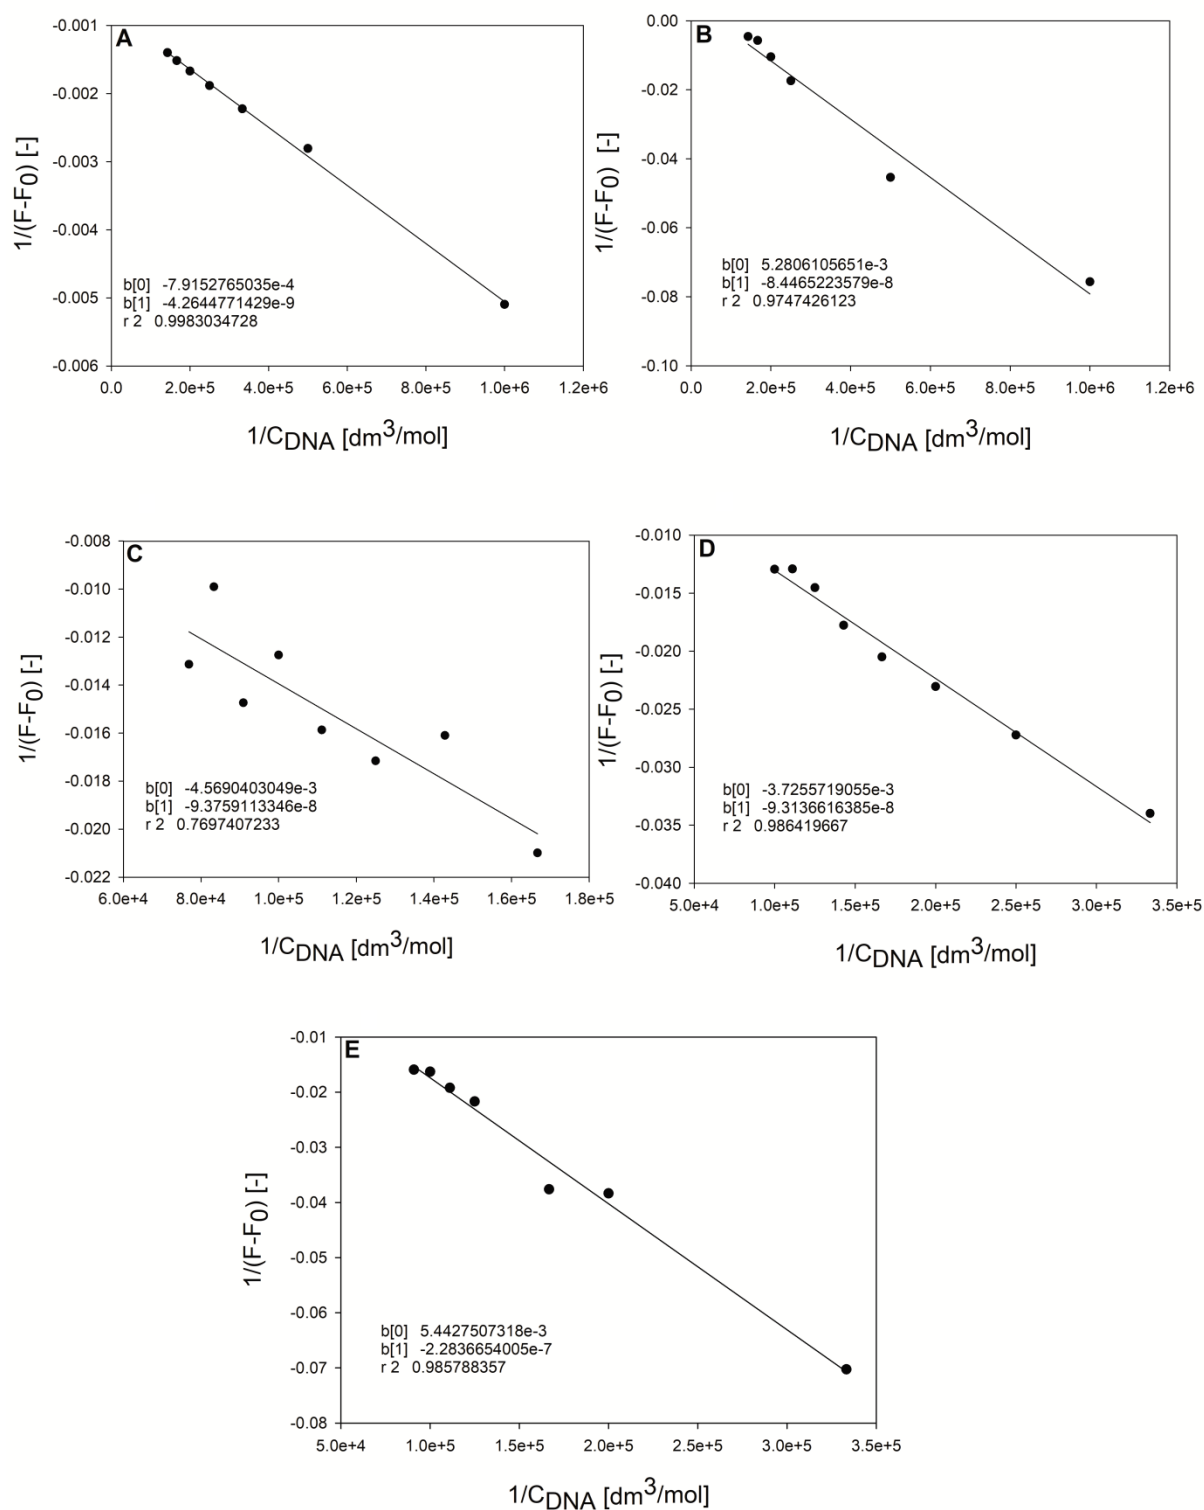 A
-0.001
-0.002
-0.003
-0.004
-0.005
-0.006
1/(F-F0) [-]
b[0] -7.9152765035e-4
b[1] -4.2644771429e-9
r 2 0.9983034728
0.0 2.0e+5 4.0e+5 6.0e+5 8.0e+5 1.0e+6 1.2e+6
1/CDNA [dm3/mol]
B
0.00
-0.02
-0.04
-0.06
-0.08
-0.10
1/(F-F0) [-]
b[0] 5.2806105651e-3
b[1] -8.4465223579e-8
r 2 0.9747426123
0.0 2.0e+5 4.0e+5 6.0e+5 8.0e+5 1.0e+6 1.2e+6
1/CDNA [dm3/mol]
C
-0.008
-0.010
-0.012
-0.014
-0.016
-0.018
-0.020
-0.022
1/(F-F0) [-]
b[0] -4.5690403049e-3
b[1] -9.3759113346e-8
r 2 0.7697407233
6.0e+4 8.0e+4 1.0e+5 1.2e+5 1.4e+5 1.6e+5 1.8e+5
1/CDNA [dm3/mol]
D
-0.010
-0.015
-0.020
-0.025
-0.030
-0.035
-0.040
1/(F-F0) [-]
b[0] -3.7255719055e-3
b[1] -9.3136616385e-8
r 2 0.986419667
5.0e+4 1.0e+5 1.5e+5 2.0e+5 2.5e+5 3.0e+5 3.5e+5
1/CDNA [dm3/mol]
E
-0.01
-0.02
-0.03
-0.04
-0.05
-0.06
-0.07
-0.08
1/(F-F0) [-]
b[0] 5.4427507318e-3
b[1] -2.2836654005e-7
r 2 0.985788357
5.0e+4 1.0e+5 1.5e+5 2.0e+5 2.5e+5 3.0e+5 3.5e+5
1/CDNA [dm3/mol]